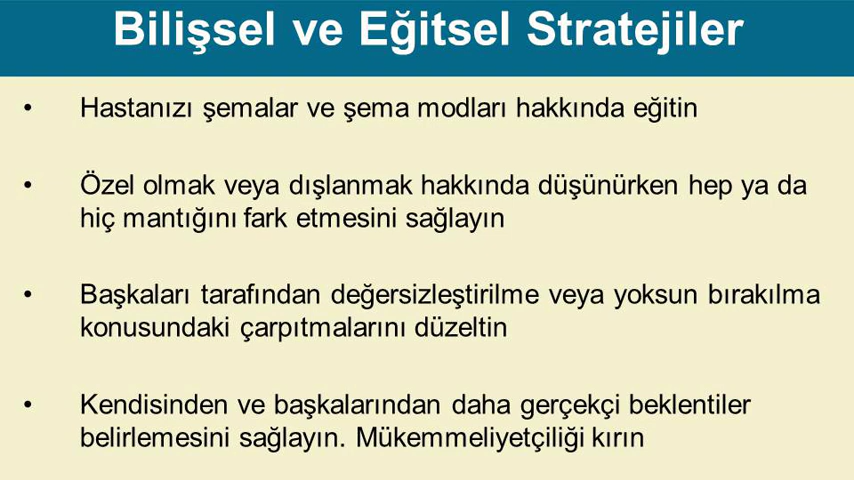 Bilişsel ve Eğitsel Stratejiler
• Hastanızı şemalar ve şema modları hakkında eğitin
• Özel olmak veya dışlanmak hakkında düşünürken hep ya da
hiç mantığını fark etmesini sağlayın
• Başkaları tarafından değersizleştirilme veya yoksun bırakılma
konusundaki çarpıtmalarını düzeltin
• Kendisinden ve başkalarından daha gerçekçi beklentiler
belirlemesini sağlayın. Mükemmeliyetçiliği kırın